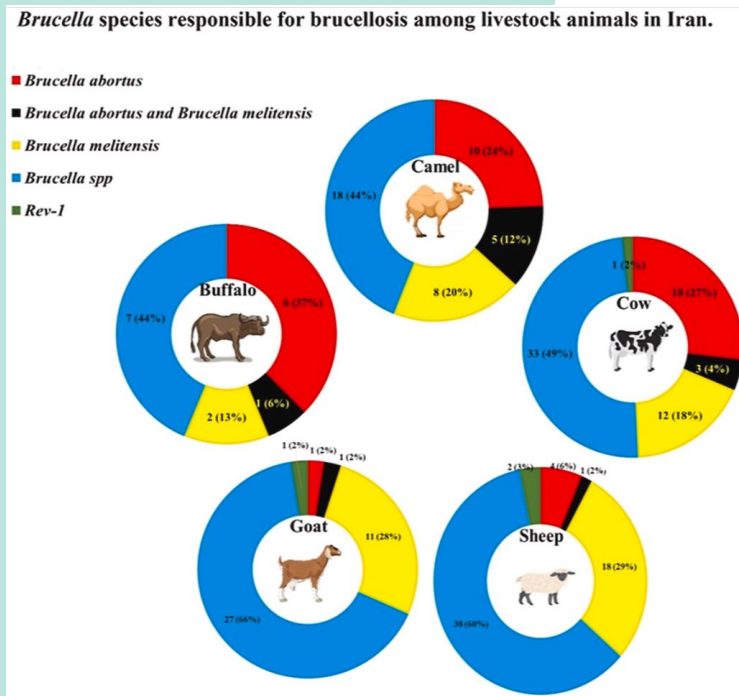 Brucella species responsible for brucellosis among livestock animals in Iran.
Brucella abortus
Brucella abortus and Brucella melitensis
Brucella melitensis
Brucella spp
Rev-1
Camel
10 (24%)
5 (12%)
8 (20%)
18 (44%)
Buffalo
6 (37%)
1 (6%)
2 (13%)
7 (44%)
Cow
1 (2%)
18 (27%)
3 (4%)
12 (18%)
33 (49%)
Goat
1 (2%)
1 (2%)
1 (2%)
11 (28%)
27 (66%)
Sheep
2 (3%)
4 (6%)
1 (2%)
18 (29%)
38 (60%)